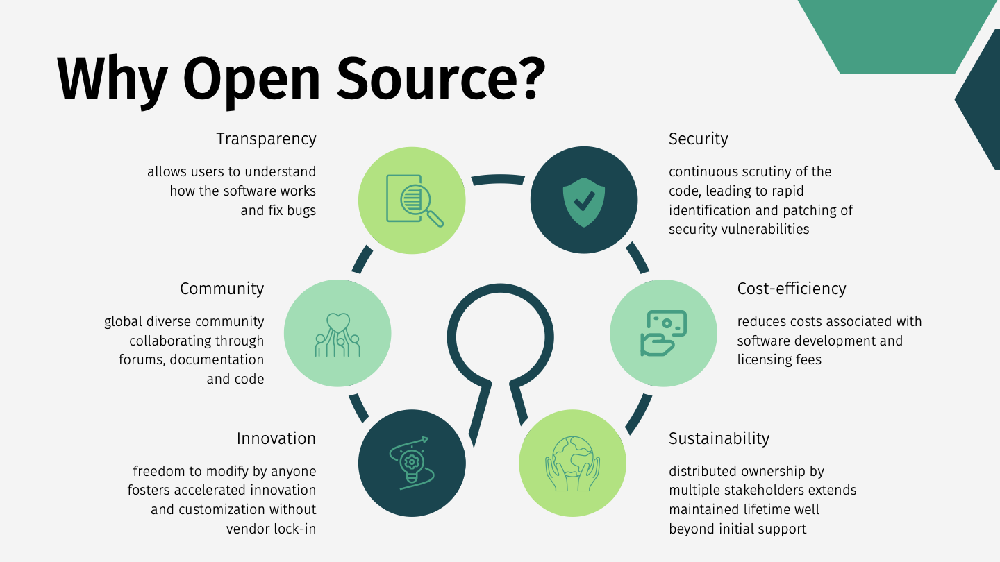 Why Open Source?
Transparency
allows users to understand
how the software works
and fix bugs
Security
continuous scrutiny of the
code, leading to rapid
identification and patching of
security vulnerabilities
Community
global diverse community
collaborating through
forums, documentation
and code
Cost-efficiency
reduces costs associated with
software development and
licensing fees
Innovation
freedom to modify by anyone
fosters accelerated innovation
and customization without
vendor lock-in
Sustainability
distributed ownership by
multiple stakeholders extends
maintained lifetime well
beyond initial support